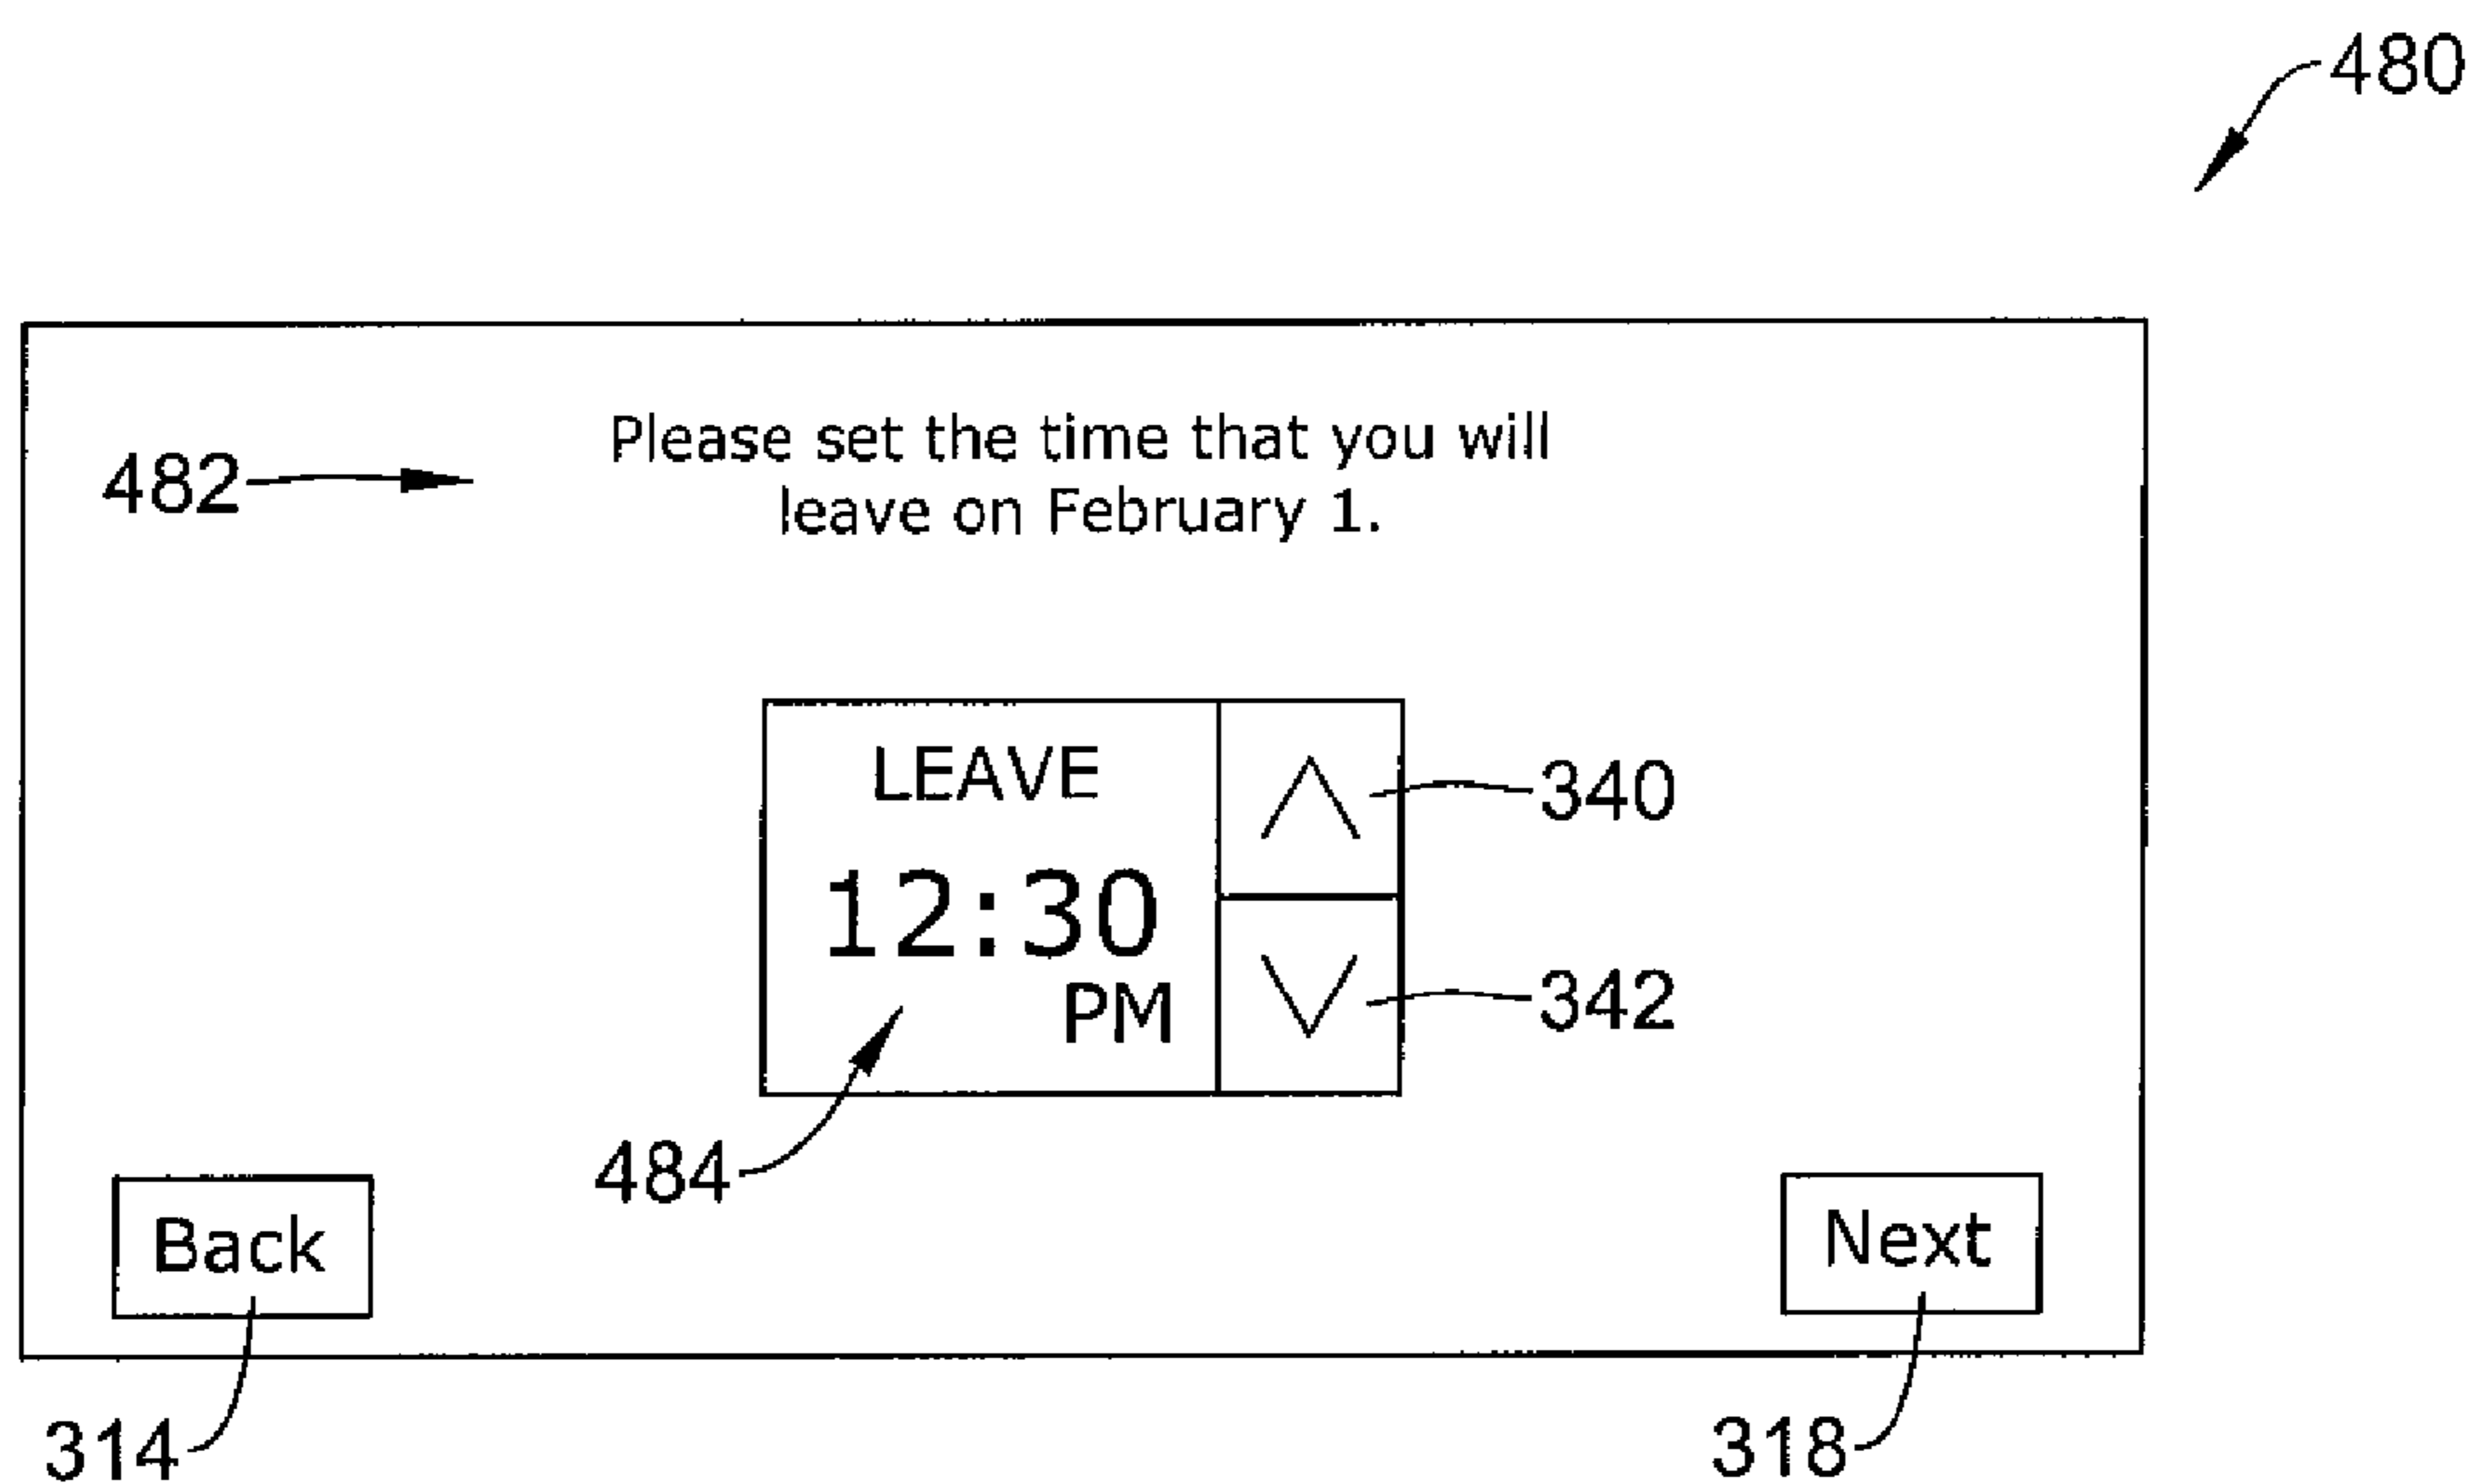 480
Please set the time that you will
482
leave on February 1.
LEAVE
340
12:30
PM
342
484
Back
Next
314
318